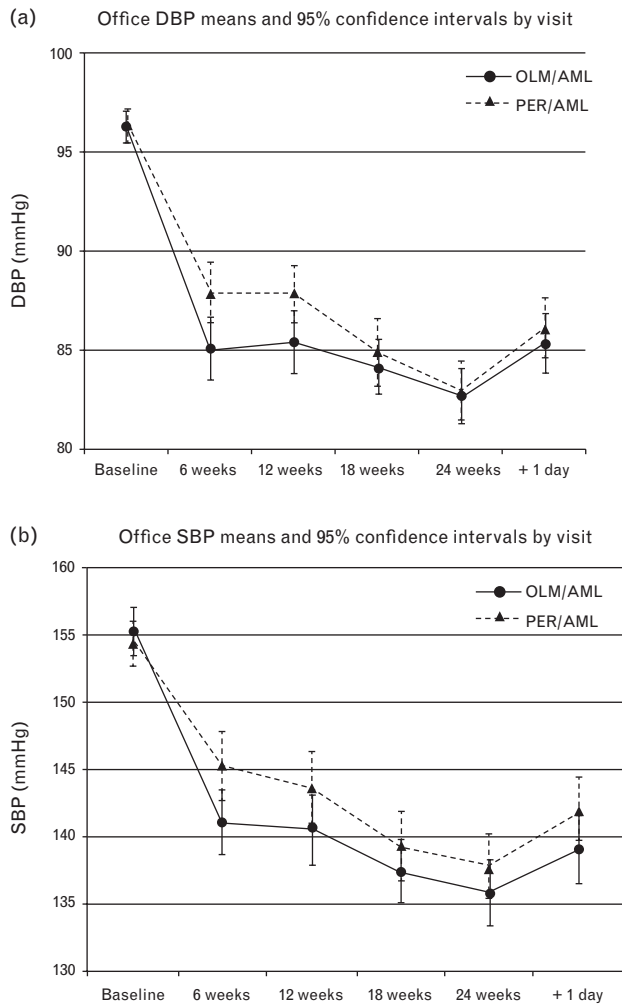 (a) Office DBP means and 95% confidence intervals by visit
100
OLM/AML
PER/AML
95
90
85
80
DBP (mmHg)
Baseline 6 weeks 12 weeks 18 weeks 24 weeks + 1 day
(b) Office SBP means and 95% confidence intervals by visit
160
OLM/AML
PER/AML
155
150
145
140
135
130
SBP (mmHg)
Baseline 6 weeks 12 weeks 18 weeks 24 weeks + 1 day